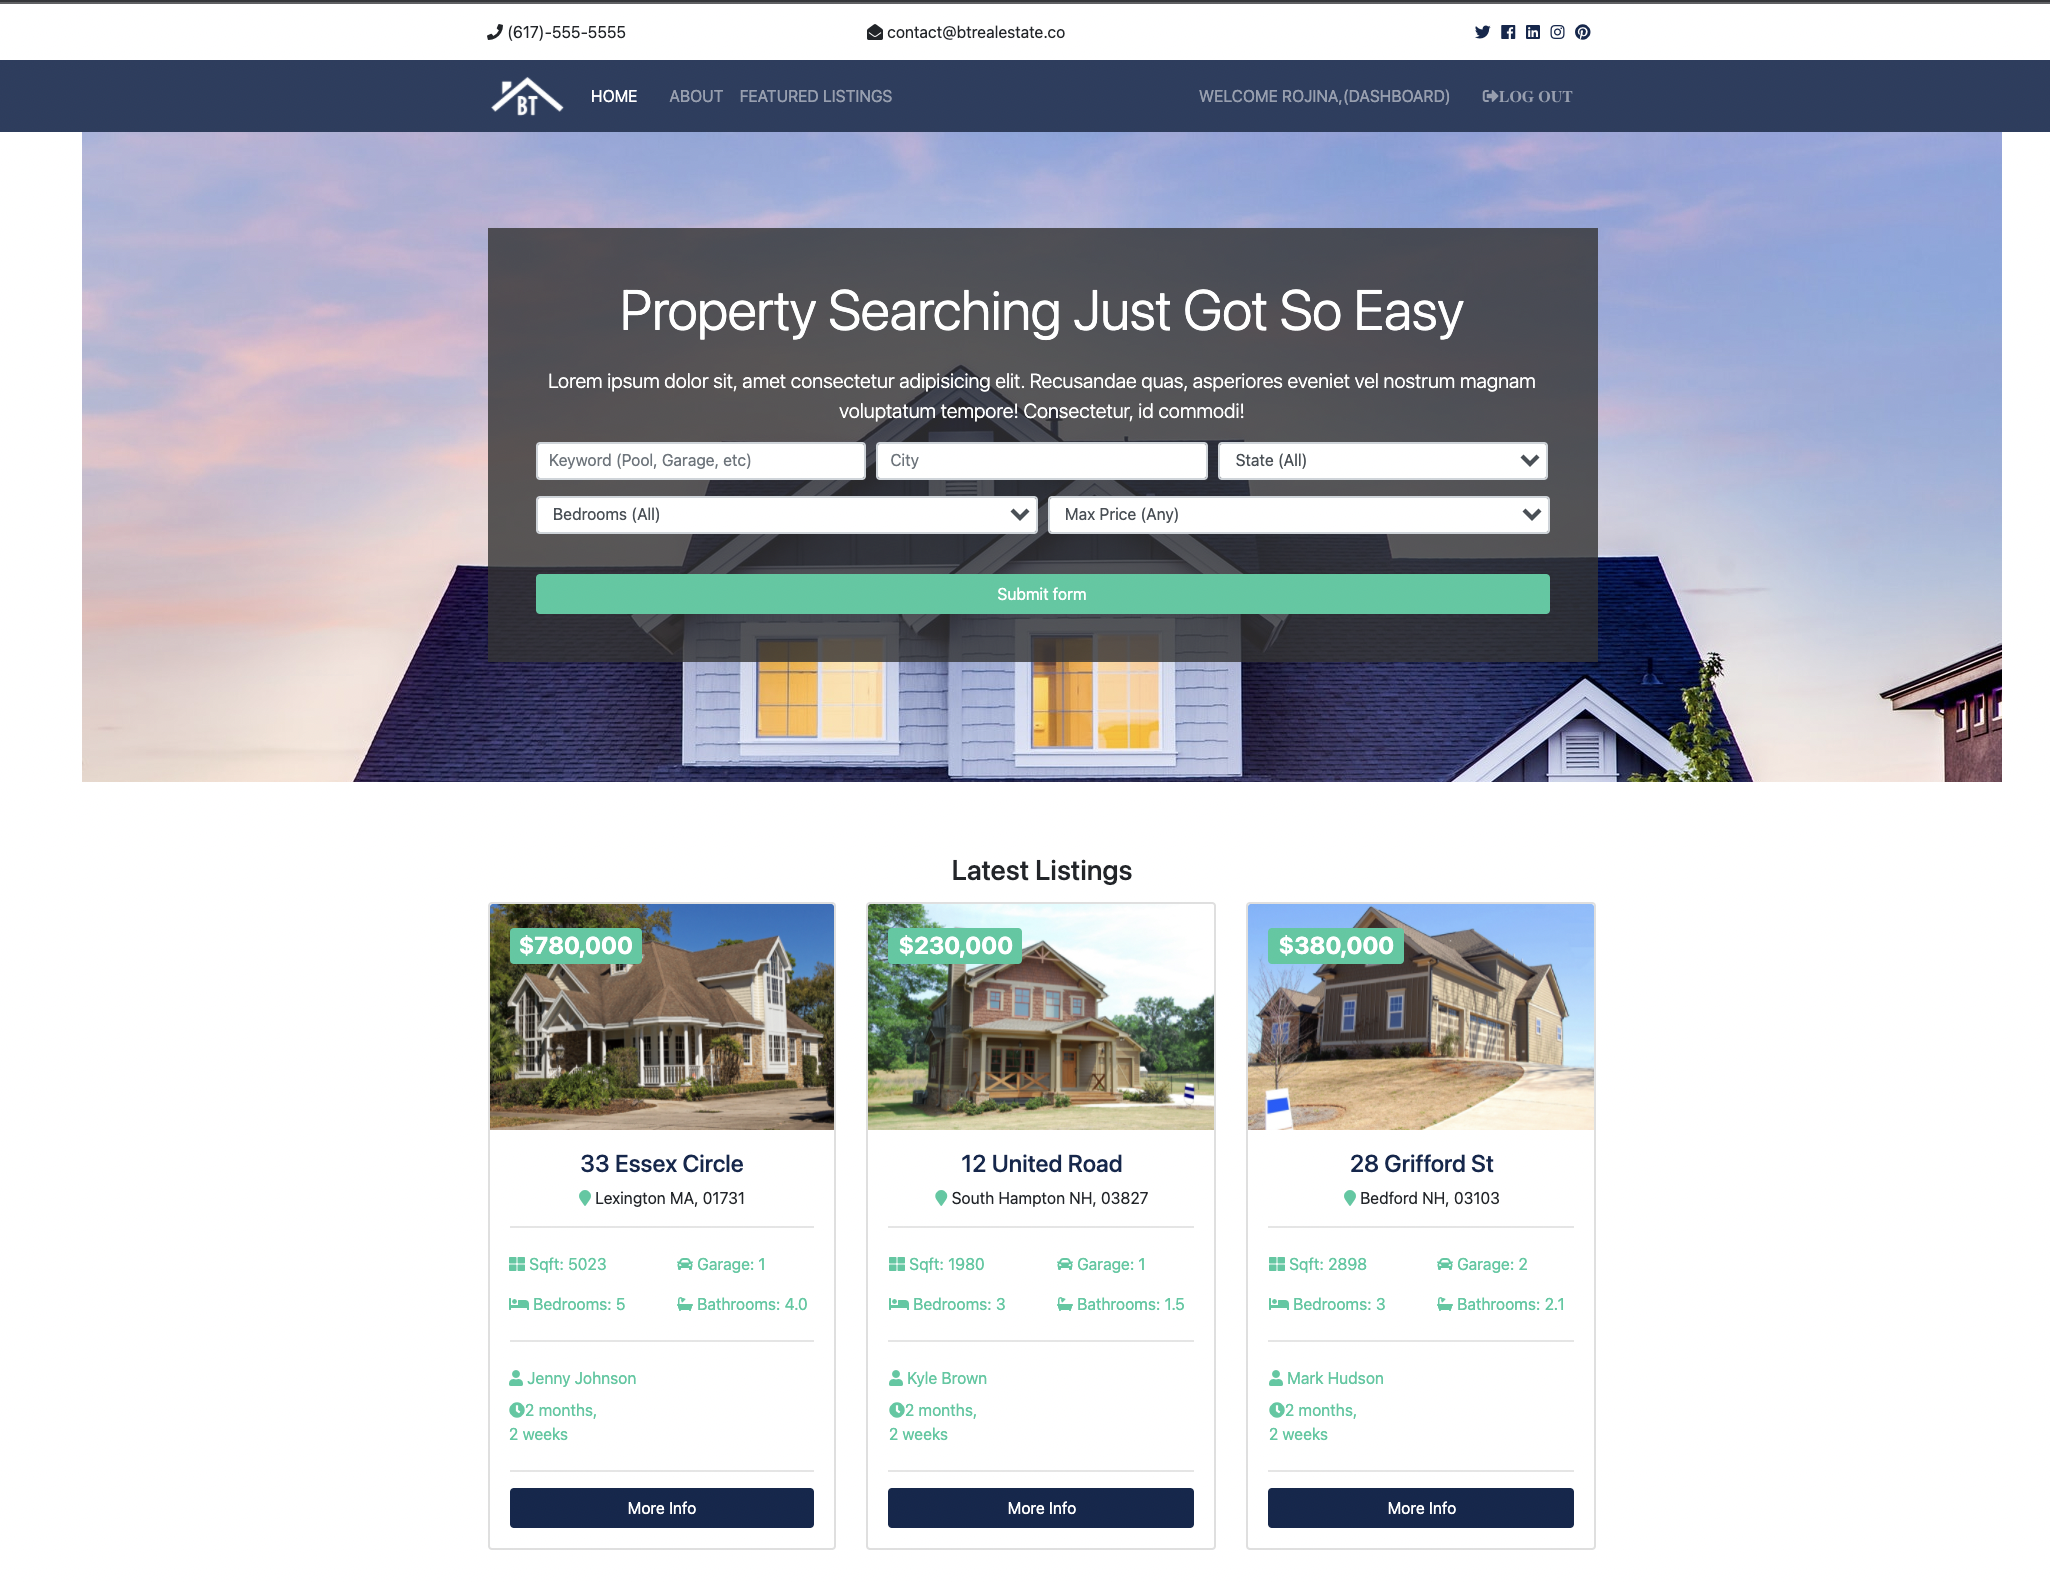 (617)-555-5555
contact@btrealestate.co
BT
HOME
ABOUT
FEATURED LISTINGS
WELCOME ROJINA,(DASHBOARD)
LOG OUT
Property Searching Just Got So Easy
Lorem ipsum dolor sit, amet consectetur adipisicing elit. Recusandae quas, asperiores eveniet vel nostrum magnam
voluptatum tempore! Consectetur, id commodi!
Keyword (Pool, Garage, etc)
City
State (All)
Bedrooms (All)
Max Price (Any)
Submit form
Latest Listings
$780,000
33 Essex Circle
Lexington MA, 01731
Sqft: 5023
Garage: 1
Bedrooms: 5
Bathrooms: 4.0
Jenny Johnson
2 months,
2 weeks
More Info
$230,000
12 United Road
South Hampton NH, 03827
Sqft: 1980
Garage: 1
Bedrooms: 3
Bathrooms: 1.5
Kyle Brown
2 months,
2 weeks
More Info
$380,000
28 Grifford St
Bedford NH, 03103
Sqft: 2898
Garage: 2
Bedrooms: 3
Bathrooms: 2.1
Mark Hudson
2 months,
2 weeks
More Info